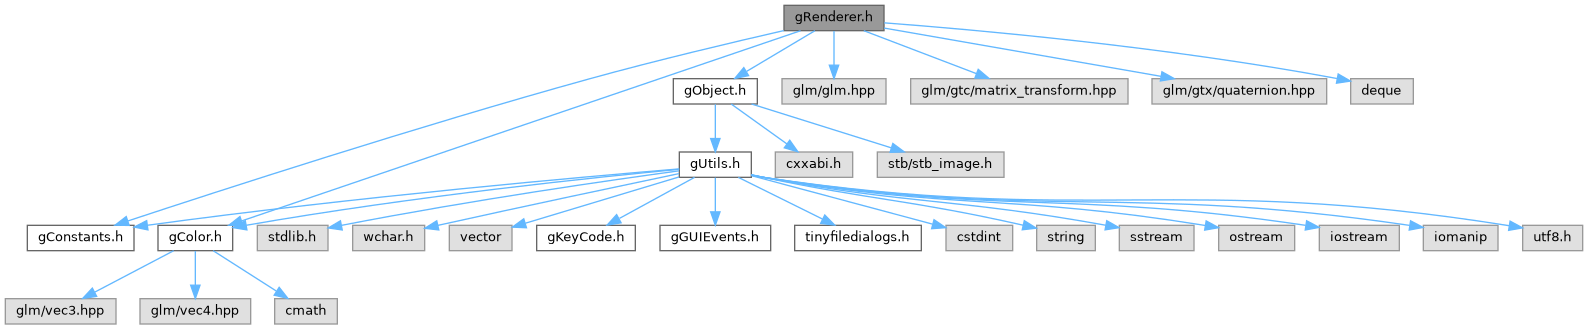 gRenderer.h
gObject.h
glm/glm.hpp
glm/gtc/matrix_transform.hpp
glm/gtx/quaternion.hpp
deque
gUtils.h
cxxabi.h
stb/stb_image.h
gConstants.h
gColor.h
stdlib.h
wchar.h
vector
gKeyCode.h
gGUIEvents.h
tinyfiledialogs.h
cstdint
string
sstream
ostream
iostream
iomanip
utf8.h
glm/vec3.hpp
glm/vec4.hpp
cmath